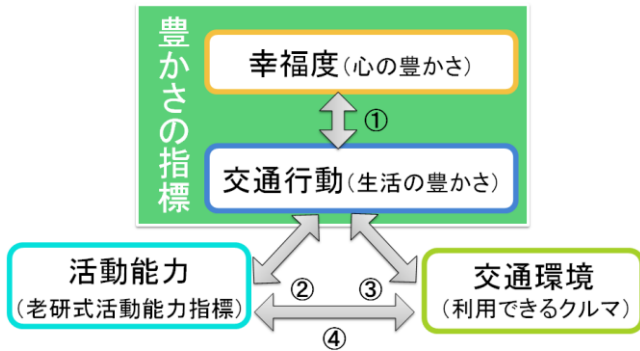 豊かさの指標
幸福度(心の豊かさ)
①
交通行動(生活の豊かさ)
活動能力
(老研式活動能力指標)
②
③
交通環境
(利用できるクルマ)
④